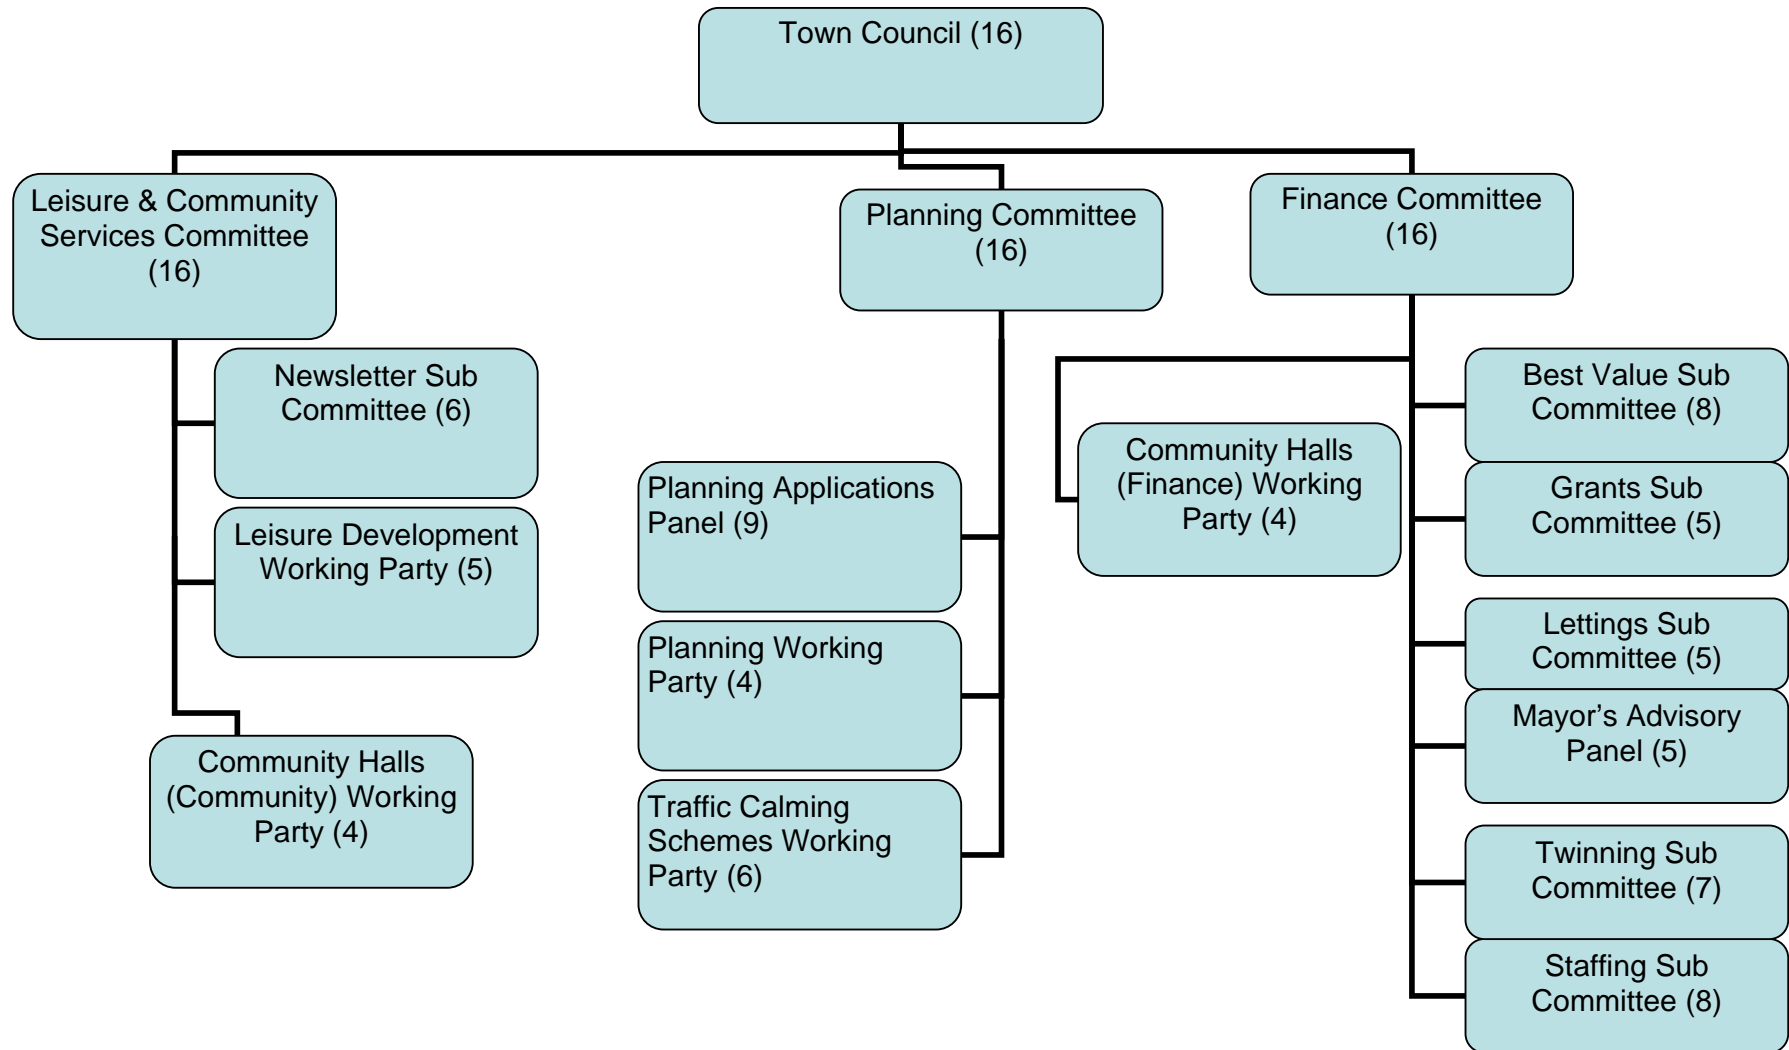 Town Council (16)
Leisure & Community
Services Committee
(16)
Planning Committee
(16)
Finance Committee
(16)
Newsletter Sub
Committee (6)
Leisure Development
Working Party (5)
Community Halls
(Community) Working
Party (4)
Planning Applications
Panel (9)
Planning Working
Party (4)
Traffic Calming
Schemes Working
Party (6)
Community Halls
(Finance) Working
Party (4)
Best Value Sub
Committee (8)
Grants Sub
Committee (5)
Lettings Sub
Committee (5)
Mayor’s Advisory
Panel (5)
Twinning Sub
Committee (7)
Staffing Sub
Committee (8)